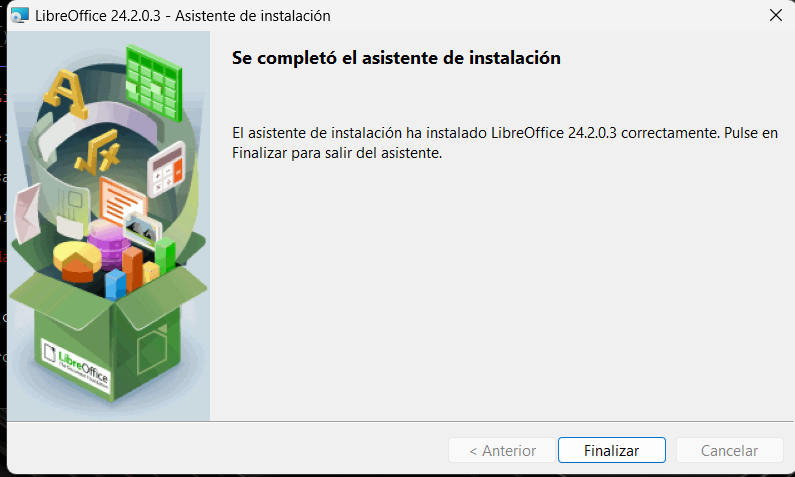 LibreOffice 24.2.0.3 - Asistente de instalación
Se completó el asistente de instalación
El asistente de instalación ha instalado LibreOffice 24.2.0.3 correctamente. Pulse en
Finalizar para salir del asistente.
A
√x
LibreOffice
The Document Foundation
< Anterior
Finalizar
Cancelar